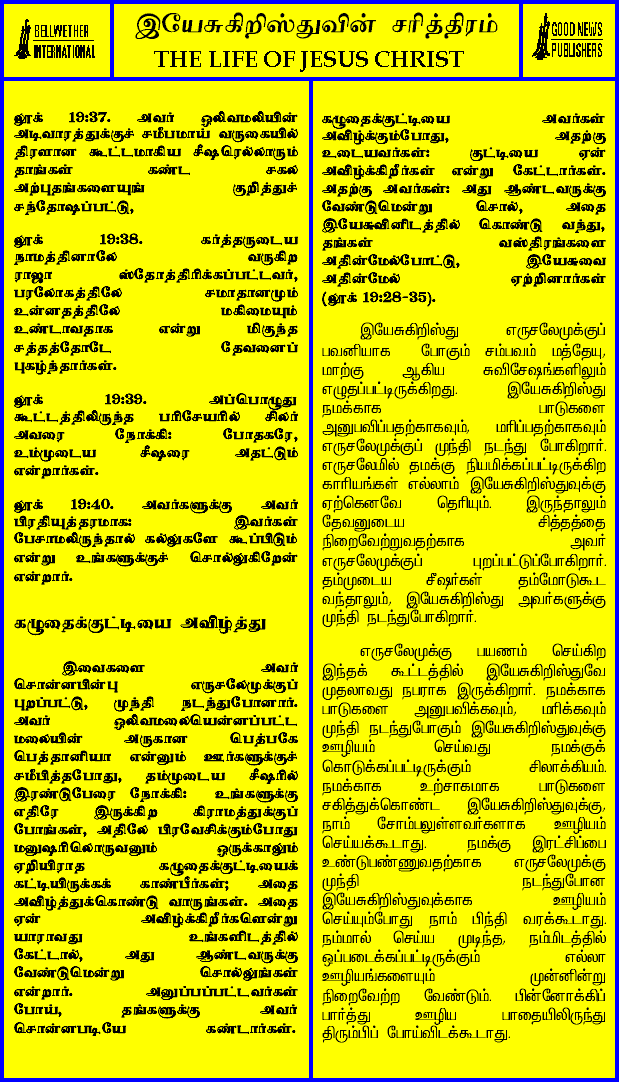 BELLWETHER
INTERNATIONAL
இயேசுகிறிஸ்துவின் சரித்திரம்
THE LIFE OF JESUS CHRIST
GOOD NEWS
PUBLISHERS
லூக் 19:37. அவர் ஒலிவமலியின்
அடிவாரத்துக்குச் சமீபமாய் வருகையில்
திரளான கூட்டமாகிய சீஷரெல்லாரும்
தாங்கள் கண்ட சகல
அற்புதங்களையுங் குறித்துச்
சந்தோஷப்பட்டு,
லூக் 19:38. கர்த்தருடைய
நாமத்தினாலே வருகிற
ராஜா ஸ்தோத்திரிக்கப்பட்டவர்,
பரலோகத்திலே சமாதானமும்
உன்னதத்திலே மகிமையும்
உண்டாவதாக என்று மிகுந்த
சத்தத்தோடே தேவனைப்
புகழ்ந்தார்கள்.
லூக் 19:39. அப்பொழுது
கூட்டத்திலிருந்த பரிசேயரில் சிலர்
அவரை நோக்கி: போதகரே,
உம்முடைய சீஷரை அதட்டும்
என்றார்கள்.
லூக் 19:40. அவர்களுக்கு அவர்
பிரதியுத்தரமாக: இவர்கள்
பேசாமலிருந்தால் கல்லுகளே கூப்பிடும்
என்று உங்களுக்குச் சொல்லுகிறேன்
என்றார்.
கழுதைக்குட்டியை அவிழ்த்து
இவைகளை அவர்
சொன்னபின்பு எருசலேமுக்குப்
புறப்பட்டு, முந்தி நடந்துபோனார்.
அவர் ஒலிவமலையென்னப்பட்ட
மலையின் அருகான பெத்பகே
பெத்தானியா என்னும் ஊர்களுக்குச்
சமீபித்தபோது, தம்முடைய சீஷரில்
இரண்டுபேரை நோக்கி: உங்களுக்கு
எதிரே இருக்கிற கிராமத்துக்குப்
போங்கள், அதிலே பிரவேசிக்கும்போது
மனுஷரிலொருவனும் ஒருக்காலும்
ஏறியிராத கழுதைக்குட்டியைக்
கட்டியிருக்கக் காண்பீர்கள்; அதை
அவிழ்த்துக்கொண்டு வாருங்கள். அதை
ஏன் அவிழ்க்கிறீர்களென்று
யாராவது உங்களிடத்தில்
கேட்டால், அது ஆண்டவருக்கு
வேண்டுமென்று சொல்லுங்கள்
என்றார். அனுப்பப்பட்டவர்கள்
போய், தங்களுக்கு அவர்
சொன்னபடியே கண்டார்கள்.
கழுதைக்குட்டியை அவர்கள்
அவிழ்க்கும்போது, அதற்கு
உடையவர்கள்: குட்டியை ஏன்
அவிழ்கிறீர்கள் என்று கேட்டார்கள்.
அதற்கு அவர்கள்: அது ஆண்டவருக்கு
வேண்டுமென்று சொல், அதை
இயேசுவினிடத்தில் கொண்டு வந்து,
தங்கள் வஸ்திரங்களை
அதின்மேல்போட்டு, இயேசுவை
அதின்மேல் ஏற்றினார்கள்
(லூக் 19:28-35).
இயேசுகிறிஸ்து எருசலேமுக்குப்
பவனியாக போகும் சம்பவம் மத்தேயு,
மாற்கு ஆகிய சுவிசேஷங்களிலும்
எழுதப்பட்டிருக்கிறது. இயேசுகிறிஸ்து
நமக்காக பாடுகளை
அனுபவிப்பதற்காகவும், மரிப்பதற்காகவும்
எருசலேமுக்குப் முந்தி நடந்து போகிறார்.
எருசலேமில் தமக்கு நியமிக்கப்பட்டிருக்கிற
காரியங்கள் எல்லாம் இயேசுகிறிஸ்துவுக்கு
ஏற்கெனவே தெரியும். இருந்தாலும்
தேவனுடைய சித்தத்தை
நிறைவேற்றுவதற்காக அவர்
எருசலேமுக்குப் புறப்பட்டுப்போகிறார்.
தம்முடைய சீஷர்கள் தம்மோடுகூட
வந்தாலும், இயேசுகிறிஸ்து அவர்களுக்கு
முந்தி நடந்துபோகிறார்.
எருசலேமுக்கு பயணம் செய்கிற
இந்தக் கூட்டத்தில் இயேசுகிறிஸ்துவே
முதலாவது நபராக இருக்கிறார். நமக்காக
பாடுகளை அனுபவிக்கவும், மரிக்கவும்
முந்தி நடந்துபோகும் இயேசுகிறிஸ்துவுக்கு
ஊழியம் செய்வது நமக்குக்
கொடுக்கப்பட்டிருக்கும் சிலாக்கியம்.
நமக்காக உற்சாகமாக பாடுகளை
சகித்துக்கொண்ட இயேசுகிறிஸ்துவுக்கு,
நாம் சோம்பலுள்ளவர்களாக ஊழியம்
செய்யக்கூடாது. நமக்கு இரட்சிப்பை
உண்டுபண்ணுவதற்காக எருசலேமுக்கு
முந்தி நடந்துபோன
இயேசுகிறிஸ்துவுக்காக ஊழியம்
செய்யும்போது நாம் பிந்தி வரக்கூடாது.
நம்மால் செய்ய முடிந்த, நம்மிடத்தில்
ஒப்படைக்கப்பட்டிருக்கும் எல்லா
ஊழியங்களையும் முன்னின்று
நிறைவேற்ற வேண்டும். பின்னோக்கிப்
பார்த்து ஊழிய பாதையிலிருந்து
திரும்பிப் போய்விடக்கூடாது.